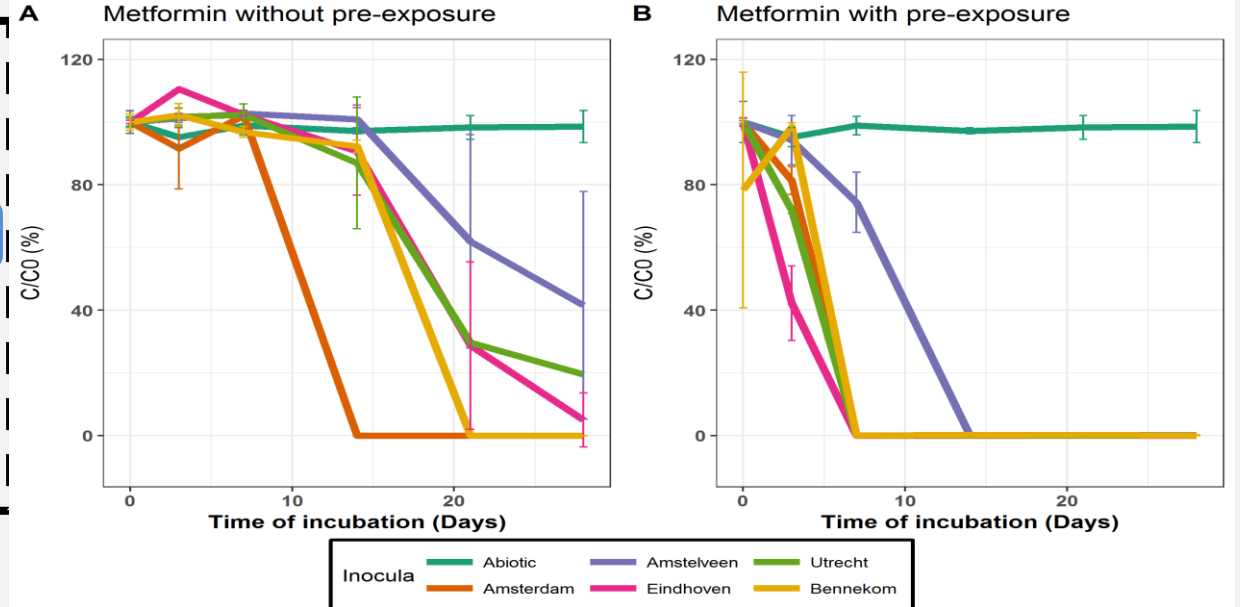 A Metformin without pre-exposure
120
80
40
0
C/C0 (%)
0 10 20
Time of incubation (Days)
B Metformin with pre-exposure
120
80
40
0
C/C0 (%)
0 10 20
Time of incubation (Days)
Inocula
Abiotic Amstelveen Utrecht
Amsterdam Eindhoven Bennekom